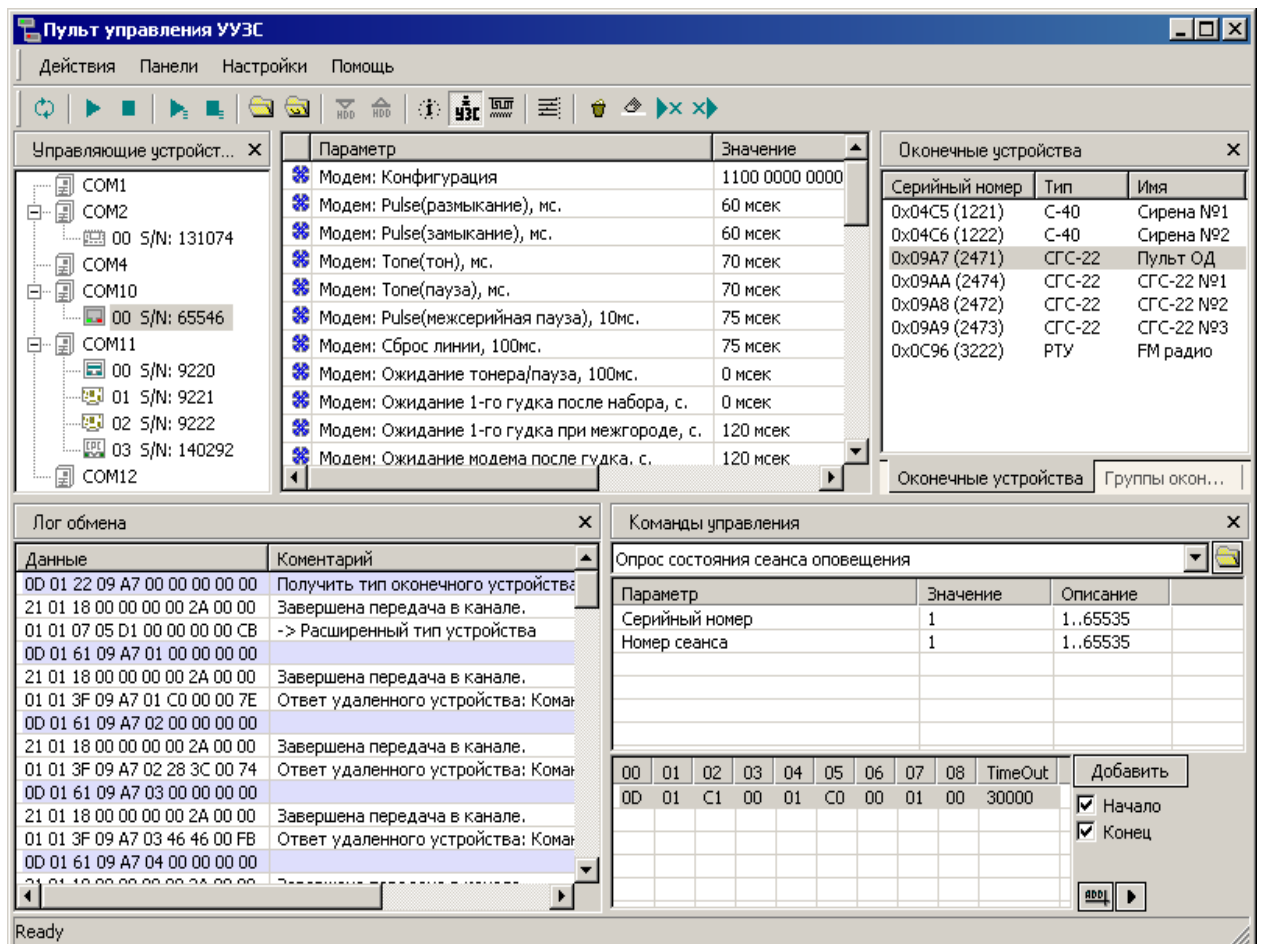 Пульт управления УУЗС
Действия Панели Настройки Помощь
HDD HDD УЗС TSLOT
Управляющие устройст...
COM1
COM2
00 S/N: 131074
COM4
COM10
00 S/N: 65546
COM11
00 S/N: 9220
01 S/N: 9221
02 S/N: 9222
03 S/N: 140292
COM12
Параметр Значение
Модем: Конфигурация 1100 0000 0000
Модем: Pulse(размыкание), мс. 60 мсек
Модем: Pulse(замыкание), мс. 60 мсек
Модем: Tone(тон), мс. 70 мсек
Модем: Tone(пауза), мс. 70 мсек
Модем: Pulse(межсерийная пауза), 10мс. 75 мсек
Модем: Сброс линии, 100мс. 75 мсек
Модем: Ожидание тонера/пауза, 100мс. 0 мсек
Модем: Ожидание 1-го гудка после набора, с. 0 мсек
Модем: Ожидание 1-го гудка при межгороде, с. 120 мсек
Модем: Ожидание модема после гудка, с. 120 мсек
Оконечные устройства
Серийный номер Тип Имя
0x04C5 (1221) С-40 Сирена №1
0x04C6 (1222) С-40 Сирена №2
0x09A7 (2471) СГС-22 Пульт ОД
0x09AA (2474) СГС-22 СГС-22 №1
0x09A8 (2472) СГС-22 СГС-22 №2
0x09A9 (2473) СГС-22 СГС-22 №3
0x0C96 (3222) РТУ FM радио
Оконечные устройства Группы окон...
Лог обмена
Данные Коментарий
0D 01 22 09 A7 00 00 00 00 00 Получить тип оконечного устройства
21 01 18 00 00 00 00 2A 00 00 Завершена передача в канале.
01 01 07 05 D1 00 00 00 00 CB -> Расширенный тип устройства
0D 01 61 09 A7 01 00 00 00 00
21 01 18 00 00 00 00 2A 00 00 Завершена передача в канале.
01 01 3F 09 A7 01 C0 00 00 7E Ответ удаленного устройства: Коман
0D 01 61 09 A7 02 00 00 00 00
21 01 18 00 00 00 00 2A 00 00 Завершена передача в канале.
01 01 3F 09 A7 02 28 3C 00 74 Ответ удаленного устройства: Коман
0D 01 61 09 A7 03 00 00 00 00
21 01 18 00 00 00 00 2A 00 00 Завершена передача в канале.
01 01 3F 09 A7 03 46 46 00 FB Ответ удаленного устройства: Коман
0D 01 61 09 A7 04 00 00 00 00
Команды управления
Опрос состояния сеанса оповещения
Параметр Значение Описание
Серийный номер 1 1..65535
Номер сеанса 1 1..65535
00 01 02 03 04 05 06 07 08 TimeOut
0D 01 C1 00 01 C0 00 01 00 30000
Добавить
Начало
Конец
ADD
Ready